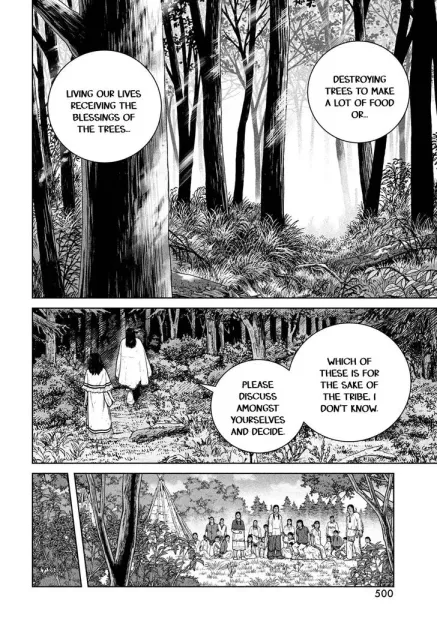 DESTROYING
TREES TO MAKE
A LOT OF FOOD
OR...
LIVING OUR LIVES
RECEIVING THE
BLESSINGS OF
THE TREES...
WHICH OF
THESE IS FOR
THE SAKE OF
THE TRIBE, I
DON'T KNOW.
PLEASE
DISCUSS
AMONGST
YOURSELVES
AND DECIDE.
500